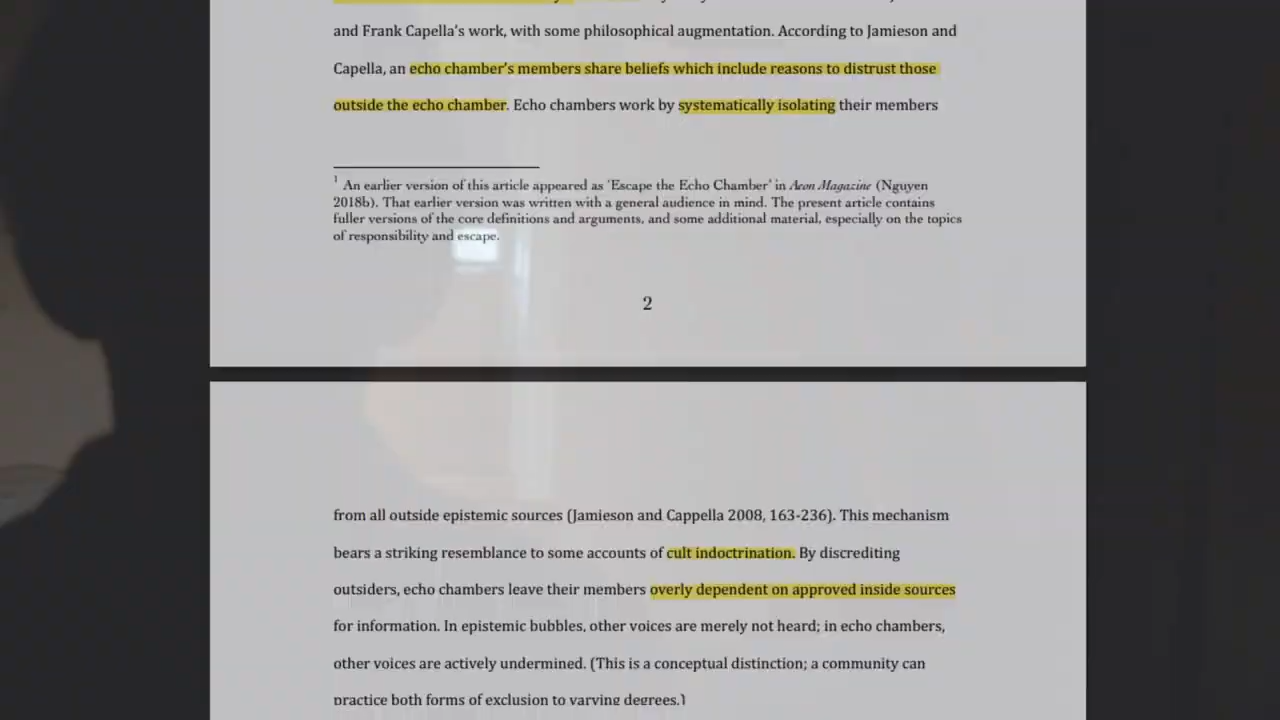 and Frank Capella's work, with some philosophical augmentation. According to Jamieson and
Capella, an echo chamber's members share beliefs which include reasons to distrust those
outside the echo chamber. Echo chambers work by systematically isolating their members
1 An earlier version of this article appeared as 'Escape the Echo Chamber' in Aeon Magazine (Nguyen
2018b). That earlier version was written with a general audience in mind. The present article contains
fuller versions of the core definitions and arguments, and some additional material, especially on the topics
of responsibility and escape.
2
from all outside epistemic sources (Jamieson and Cappella 2008, 163-236). This mechanism
bears a striking resemblance to some accounts of cult indoctrination. By discrediting
outsiders, echo chambers leave their members overly dependent on approved inside sources
for information. In epistemic bubbles, other voices are merely not heard; in echo chambers,
other voices are actively undermined. (This is a conceptual distinction; a community can
practice both forms of exclusion to varying degrees.)